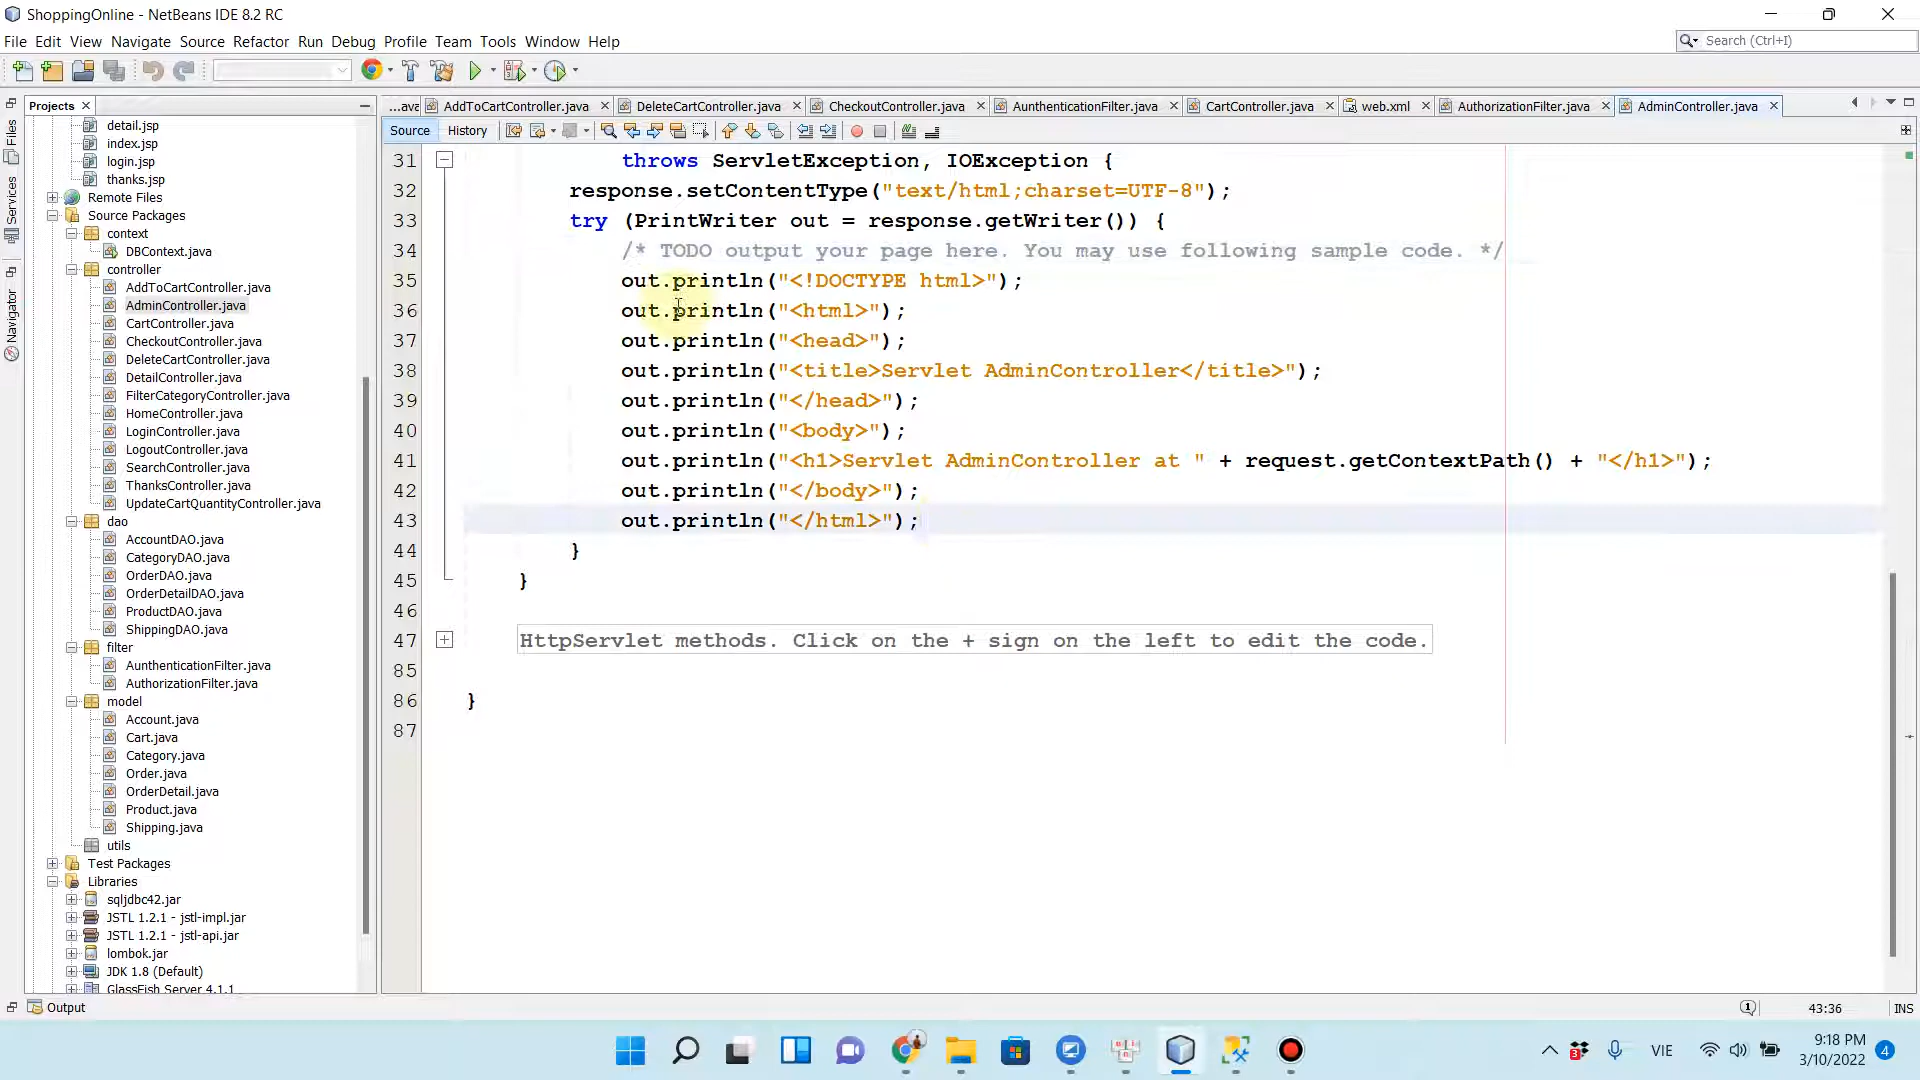 ShoppingOnline - NetBeans IDE 8.2 RC
File Edit View Navigate Source Refactor Run Debug Profile Team Tools Window Help
Search (Ctrl+I)
Projects
...ava
AddToCartController.java
DeleteCartController.java
CheckoutController.java
AunthenticationFilter.java
CartController.java
web.xml
AuthorizationFilter.java
AdminController.java
Source
History
Files
Services
Navigator
detail.jsp
index.jsp
login.jsp
thanks.jsp
Remote Files
Source Packages
context
DBContext.java
controller
AddToCartController.java
AdminController.java
CartController.java
CheckoutController.java
DeleteCartController.java
DetailController.java
FilterCategoryController.java
HomeController.java
LoginController.java
LogoutController.java
SearchController.java
ThanksController.java
UpdateCartQuantityController.java
dao
AccountDAO.java
CategoryDAO.java
OrderDAO.java
OrderDetailDAO.java
ProductDAO.java
ShippingDAO.java
filter
AunthenticationFilter.java
AuthorizationFilter.java
model
Account.java
Cart.java
Category.java
Order.java
OrderDetail.java
Product.java
Shipping.java
utils
Test Packages
Libraries
sqljdbc42.jar
JSTL 1.2.1 - jstl-impl.jar
JSTL 1.2.1 - jstl-api.jar
lombok.jar
JDK 1.8 (Default)
GlassFish Server 4.1.1
31 throws ServletException, IOException {
32 response.setContentType("text/html;charset=UTF-8");
33 try (PrintWriter out = response.getWriter()) {
34 /* TODO output your page here. You may use following sample code. */
35 out.println("<!DOCTYPE html>");
36 out.println("<html>");
37 out.println("<head>");
38 out.println("<title>Servlet AdminController</title>");
39 out.println("</head>");
40 out.println("<body>");
41 out.println("<h1>Servlet AdminController at " + request.getContextPath() + "</h1>");
42 out.println("</body>");
43 out.println("</html>");
44 }
45 }
46
47 HttpServlet methods. Click on the + sign on the left to edit the code.
85
86 }
87
Output
1
43:36
INS
3
VIE
9:18 PM
3/10/2022
4